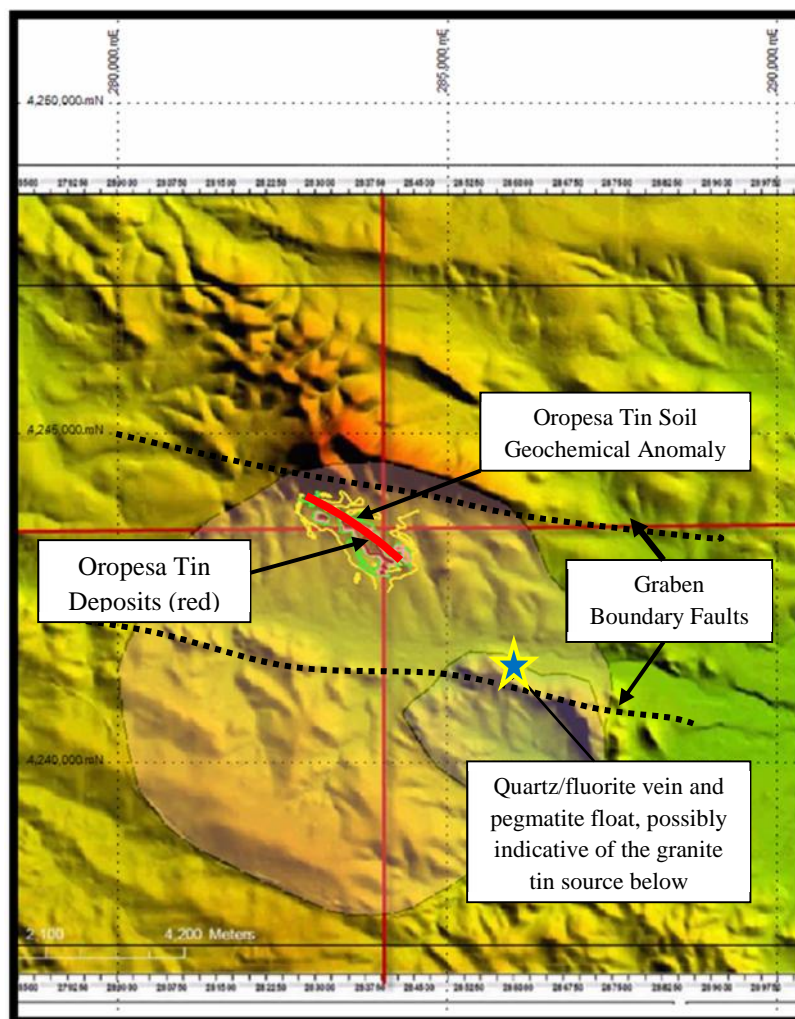 280,000 mE
285,000 mE
290,000 mE
4,250,000 mN
Oropesa Tin Soil
Geochemical Anomaly
4,245,000 mN
Oropesa Tin
Deposits (red)
Graben
Boundary Faults
4,240,000 mN
Quartz/fluorite vein and
pegmatite float, possibly
indicative of the granite
tin source below
2,100
4,200 Meters